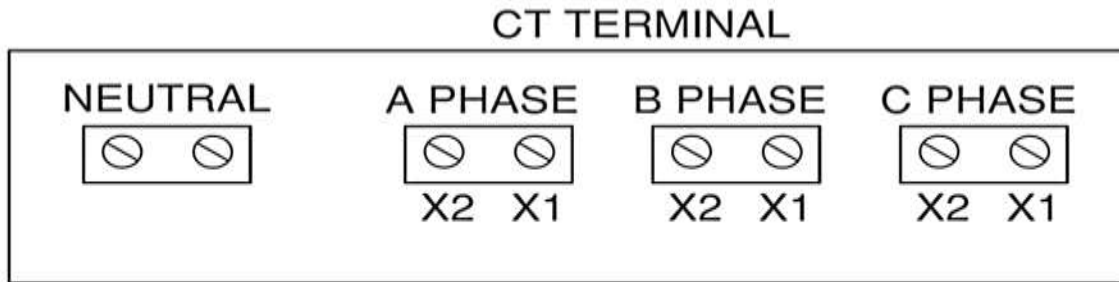 CT TERMINAL
NEUTRAL A PHASE B PHASE C PHASE
X2 X1 X2 X1 X2 X1